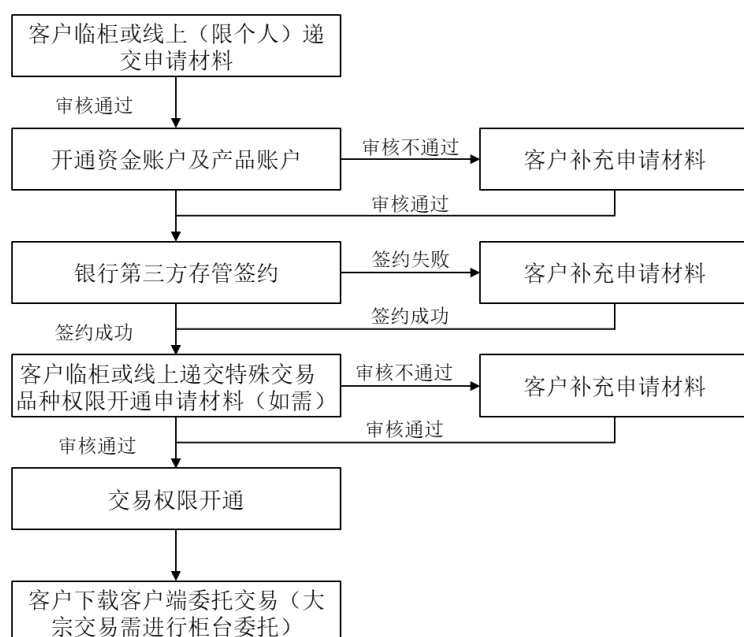 客户临柜或线上（限个人）递
交申请材料
审核通过
开通资金账户及产品账户
审核不通过
客户补充申请材料
审核通过
银行第三方存管签约
签约失败
客户补充申请材料
签约成功
签约成功
客户临柜或线上递交特殊交易
品种权限开通申请材料（如需）
审核不通过
客户补充申请材料
审核通过
审核通过
交易权限开通
客户下载客户端委托交易（大
宗交易需进行柜台委托）